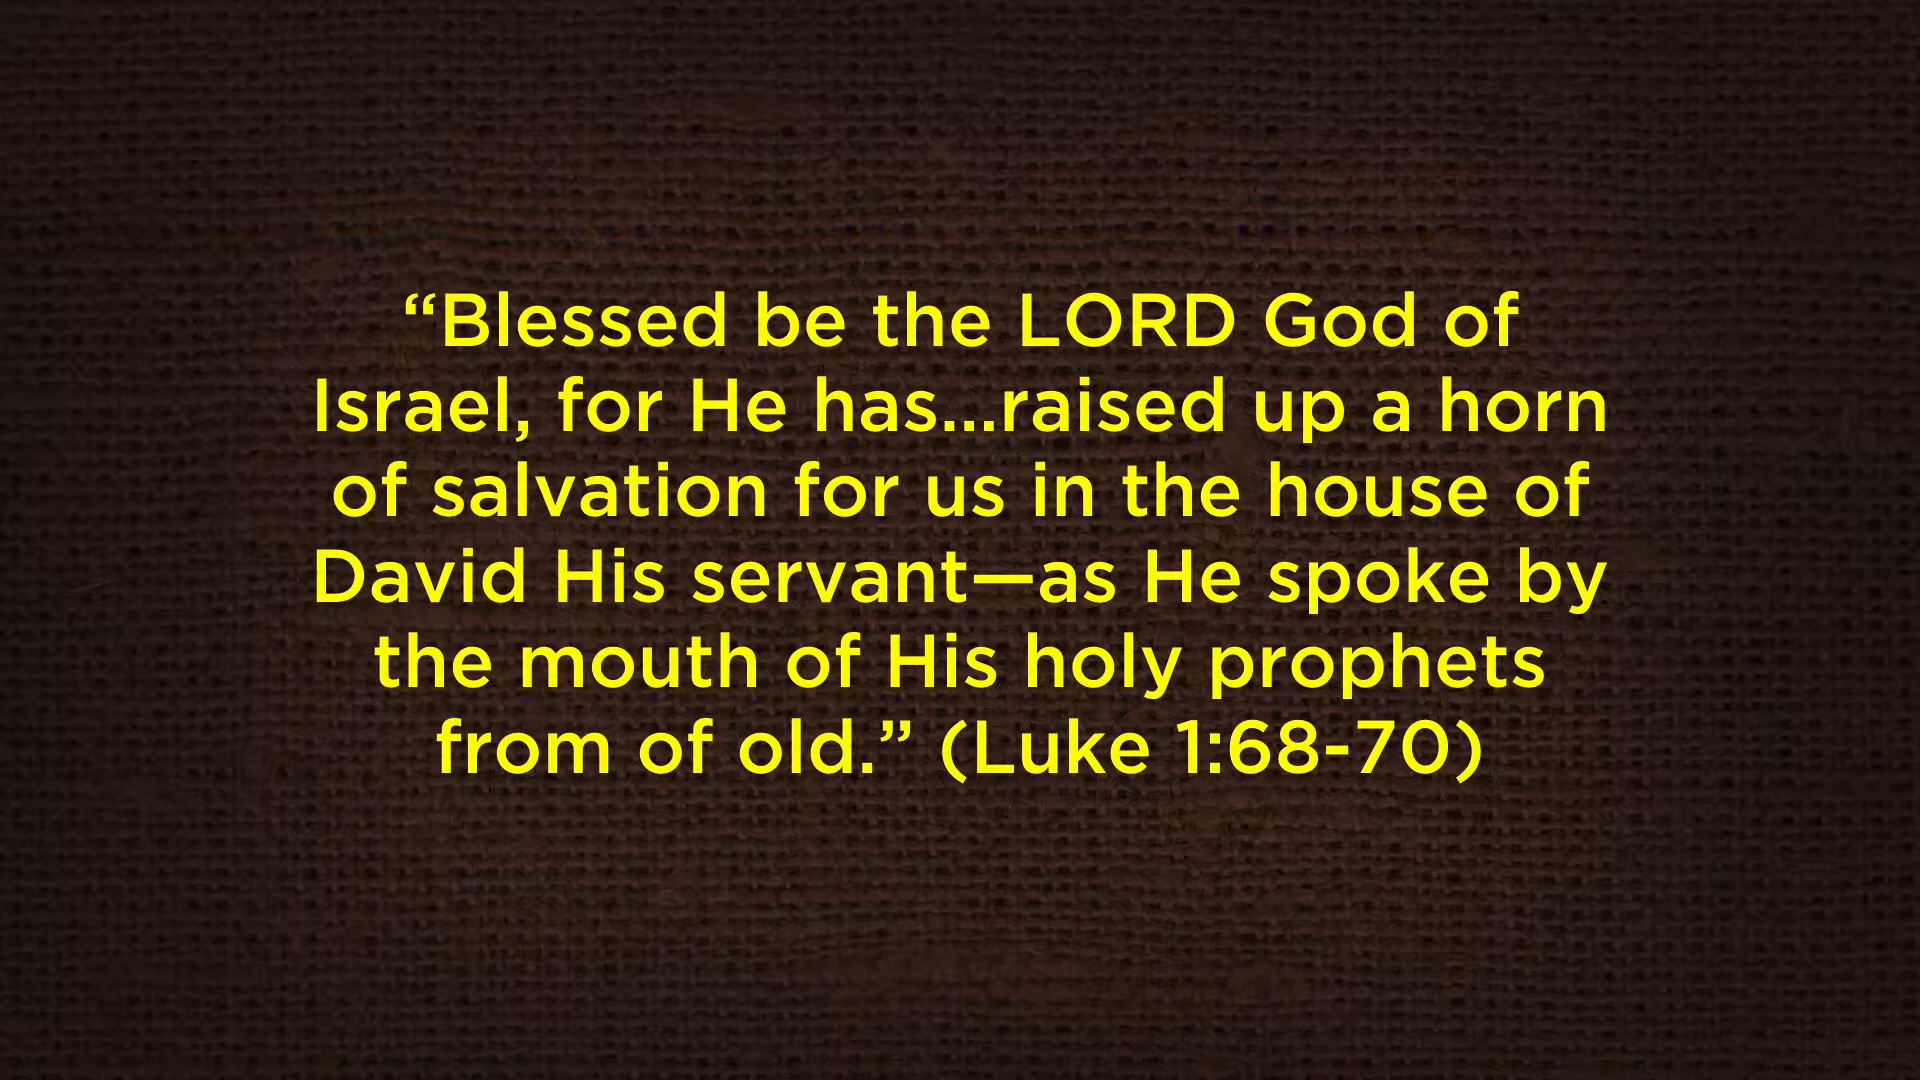 “Blessed be the LORD God of
Israel, for He has...raised up a horn
of salvation for us in the house of
David His servant—as He spoke by
the mouth of His holy prophets
from of old.” (Luke 1:68-70)